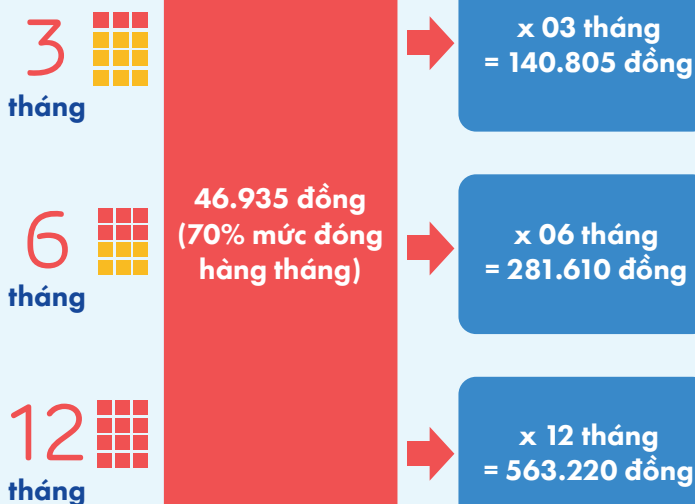 3
tháng
x 03 tháng
= 140.805 đồng
46.935 đồng
(70% mức đóng
hàng tháng)
6
tháng
x 06 tháng
= 281.610 đồng
12
tháng
x 12 tháng
= 563.220 đồng